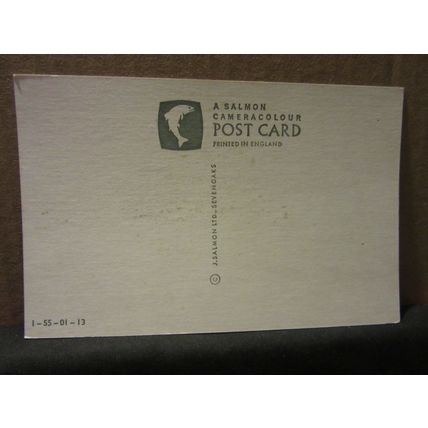 A SALMON
CAMERACOLOUR
POST CARD
PRINTED IN ENGLAND
© J. SALMON LTD., SEVENOAKS
1-55-01-13